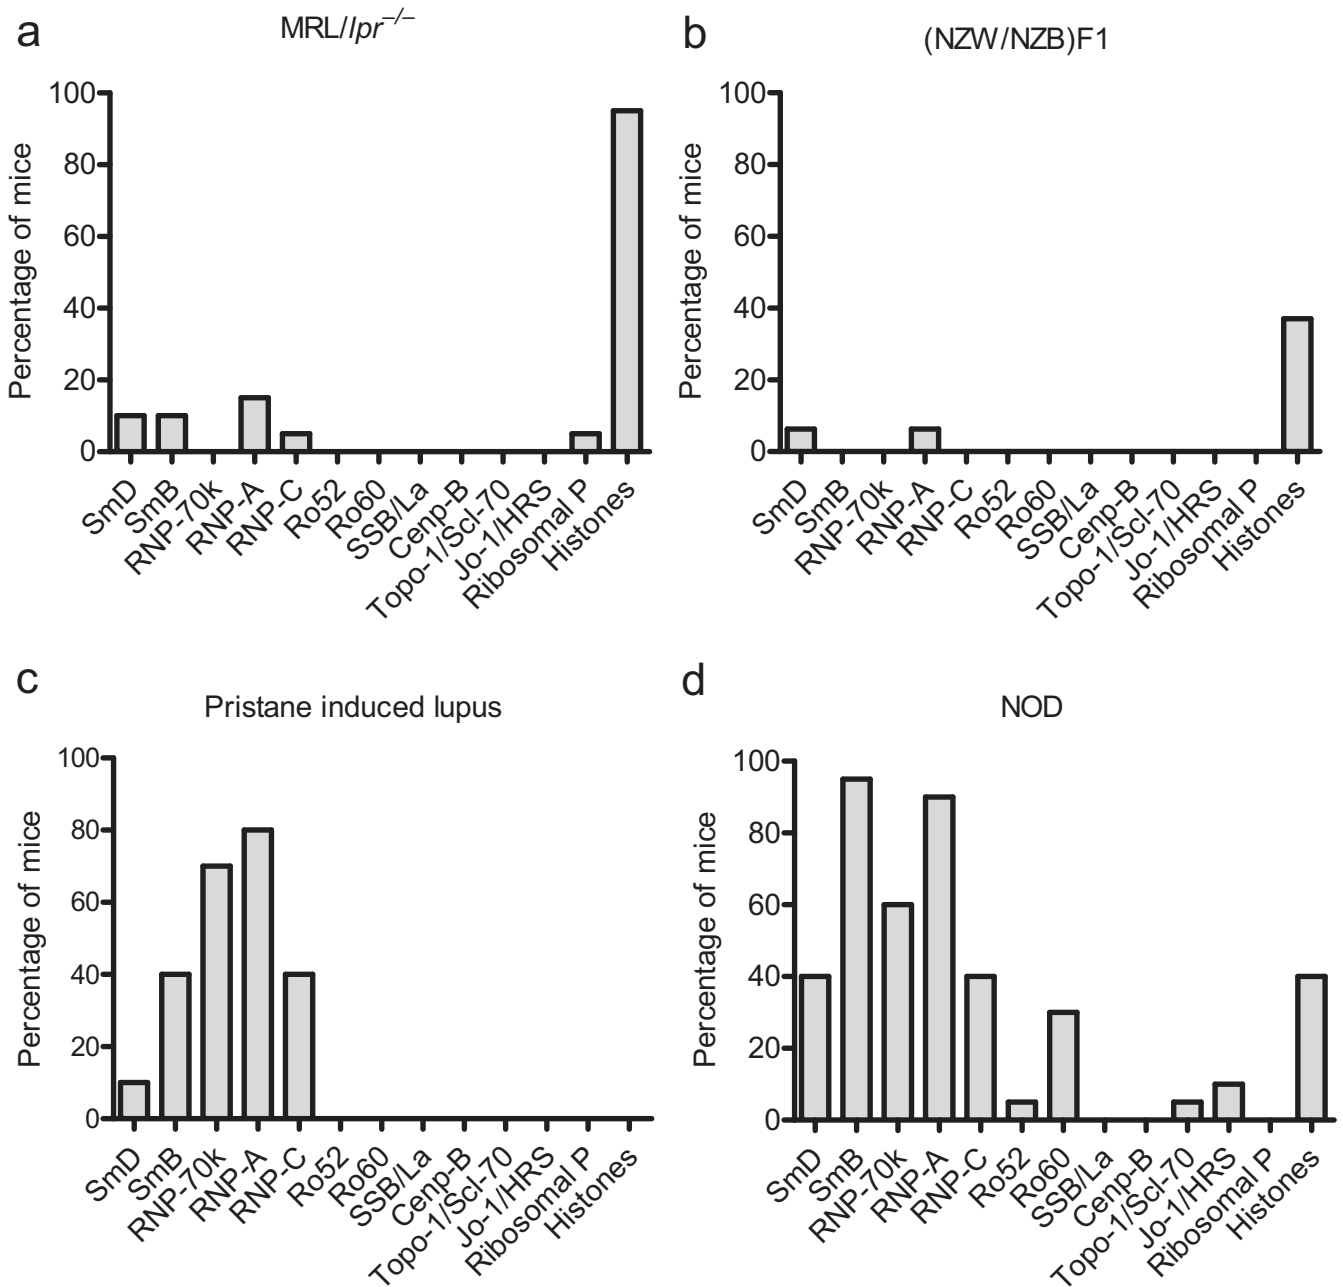 a
MRL/lpr–/–
Percentage of mice
100
80
60
40
20
0
SmD
SmB
RNP-70k
RNP-A
RNP-C
Ro52
Ro60
SSB/La
Cenp-B
Topo-1/Scl-70
Jo-1/HRS
Ribosomal P
Histones
b
(NZW/NZB)F1
Percentage of mice
100
80
60
40
20
0
SmD
SmB
RNP-70k
RNP-A
RNP-C
Ro52
Ro60
SSB/La
Cenp-B
Topo-1/Scl-70
Jo-1/HRS
Ribosomal P
Histones
c
Pristane induced lupus
Percentage of mice
100
80
60
40
20
0
SmD
SmB
RNP-70k
RNP-A
RNP-C
Ro52
Ro60
SSB/La
Cenp-B
Topo-1/Scl-70
Jo-1/HRS
Ribosomal P
Histones
d
NOD
Percentage of mice
100
80
60
40
20
0
SmD
SmB
RNP-70k
RNP-A
RNP-C
Ro52
Ro60
SSB/La
Cenp-B
Topo-1/Scl-70
Jo-1/HRS
Ribosomal P
Histones